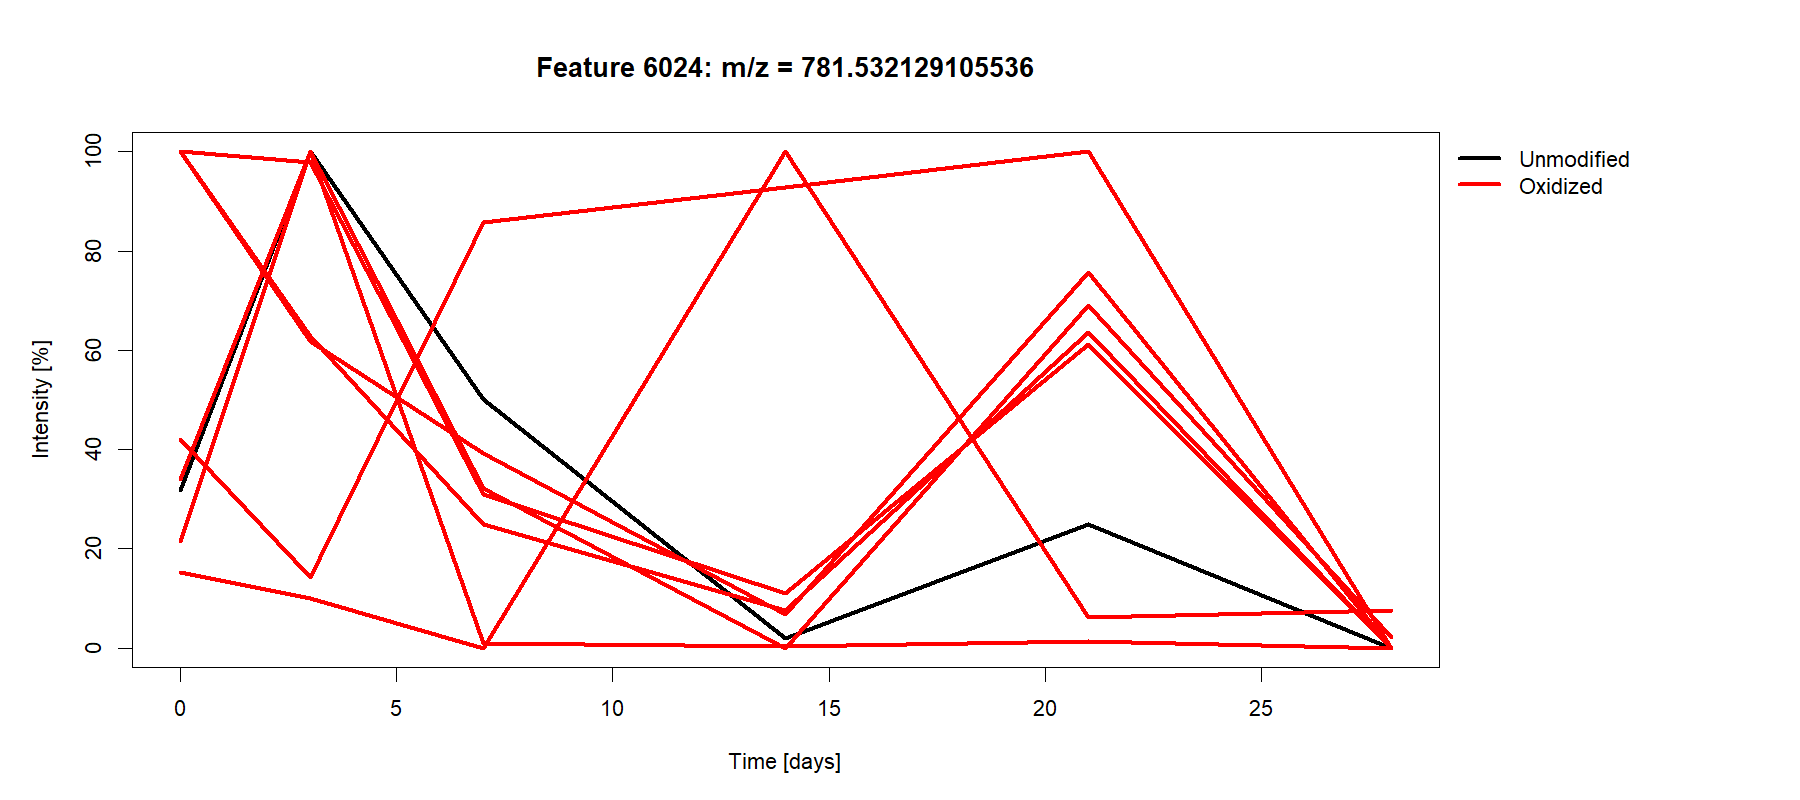 Feature 6024: m/z = 781.532129105536
Unmodified
Oxidized
Intensity [%]
100
80
60
40
20
0
0 5 10 15 20 25
Time [days]